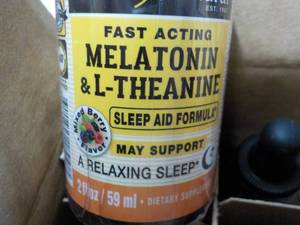 FAST ACTING
MELATONIN
& L-THEANINE
SLEEP AID FORMULA*
Mixed Berry
Flavor
MAY SUPPORT
A RELAXING SLEEP*
2 fl oz / 59 ml • DIETARY SUPPLEMENT